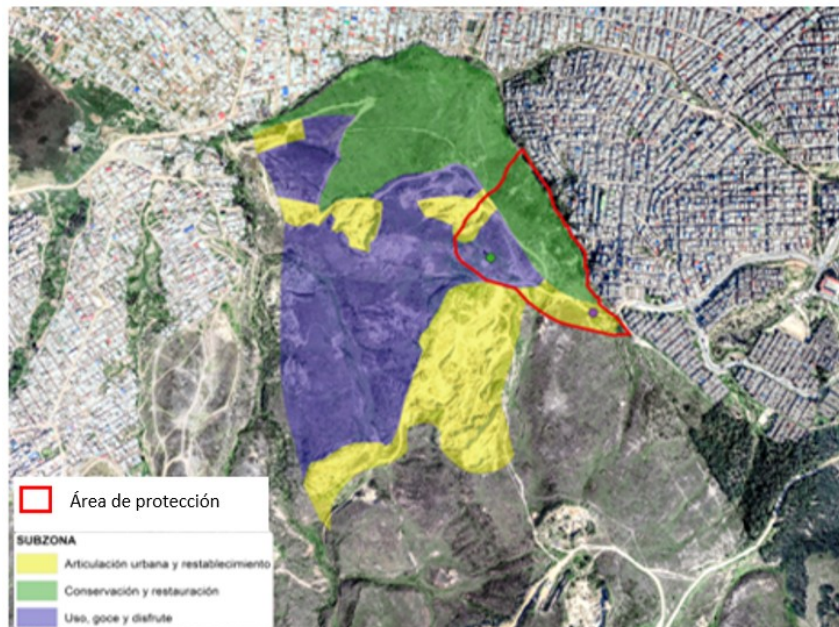 Área de protección
SUBZONA
Articulación urbana y restablecimiento
Conservación y restauración
Uso, goce y disfrute